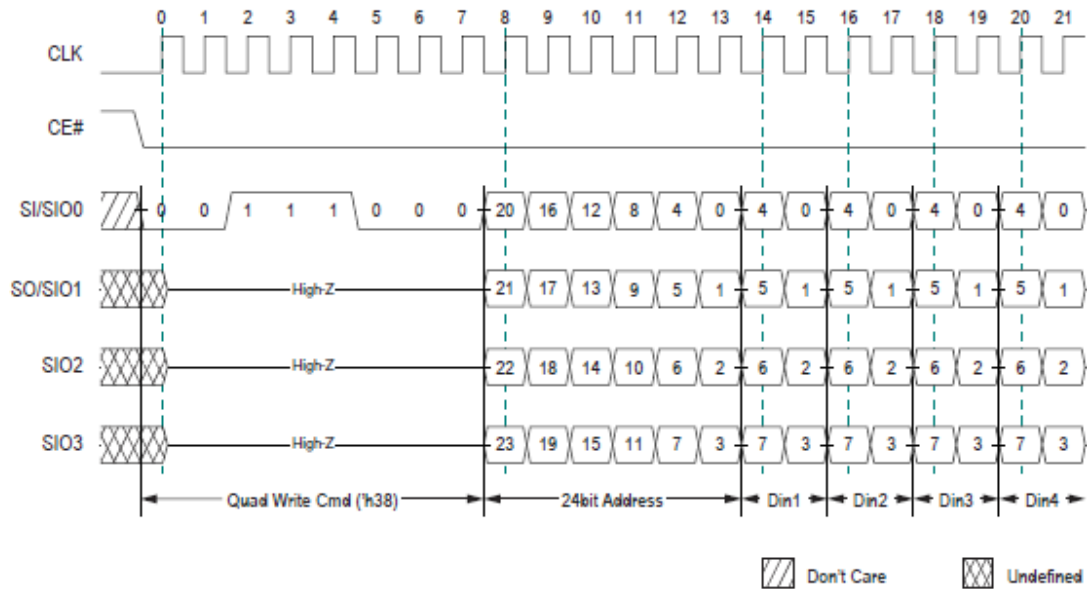 0 1 2 3 4 5 6 7 8 9 10 11 12 13 14 15 16 17 18 19 20 21
CLK
CE#
SI/SIO0 0 0 1 1 1 0 0 0 20 16 12 8 4 0 4 0 4 0 4 0 4 0
SO/SIO1 High-Z 21 17 13 9 5 1 5 1 5 1 5 1 5 1
SIO2 High-Z 22 18 14 10 6 2 6 2 6 2 6 2 6 2
SIO3 High-Z 23 19 15 11 7 3 7 3 7 3 7 3 7 3
Quad Write Cmd ('h38) 24bit Address Din1 Din2 Din3 Din4
Don't Care Undefined